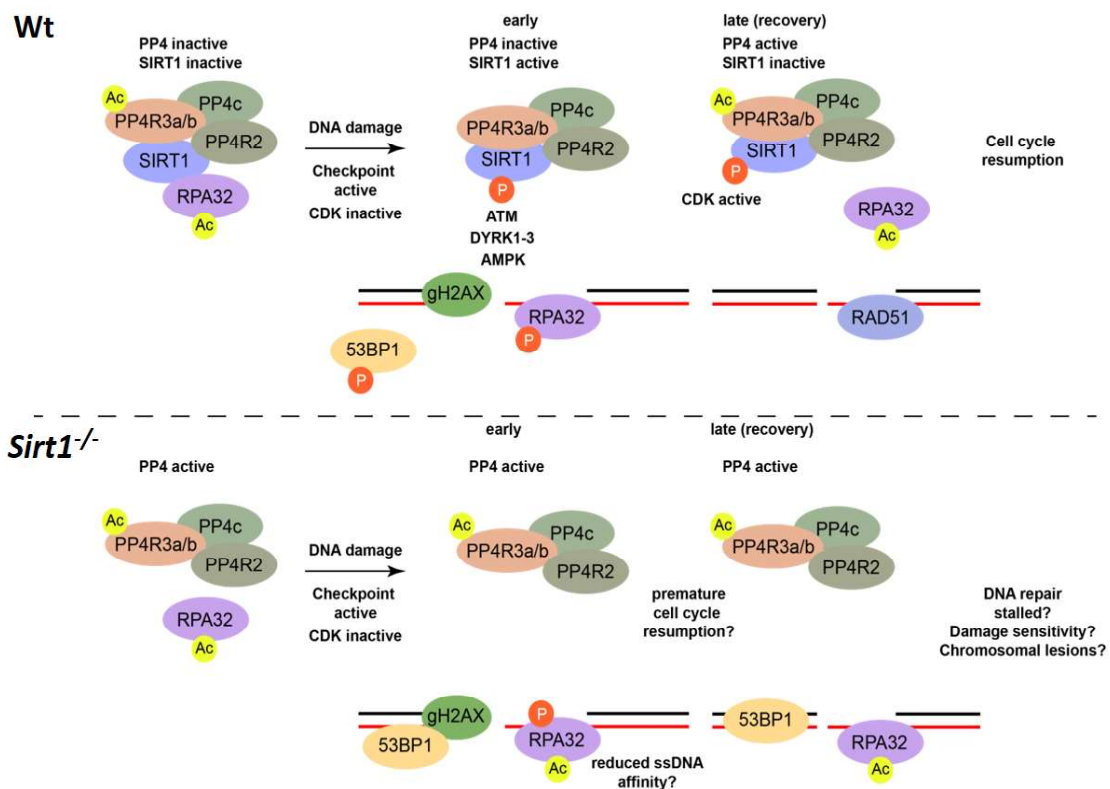 Wt
PP4 inactive
SIRT1 inactive
Ac
PP4R3a/b
PP4c
PP4R2
SIRT1
RPA32
Ac
DNA damage
Checkpoint
active
CDK inactive
early
PP4 inactive
SIRT1 active
PP4R3a/b
PP4c
PP4R2
SIRT1
P
ATM
DYRK1-3
AMPK
late (recovery)
PP4 active
SIRT1 inactive
Ac
PP4R3a/b
PP4c
PP4R2
SIRT1
P
CDK active
RPA32
Ac
Cell cycle
resumption
gH2AX
53BP1
P
RPA32
P
RAD51
Sirt1-/-
PP4 active
Ac
PP4R3a/b
PP4c
PP4R2
RPA32
Ac
DNA damage
Checkpoint
active
CDK inactive
early
PP4 active
Ac
PP4R3a/b
PP4c
PP4R2
premature
cell cycle
resumption?
late (recovery)
PP4 active
Ac
PP4R3a/b
PP4c
PP4R2
DNA repair
stalled?
Damage sensitivity?
Chromosomal lesions?
gH2AX
53BP1
P
RPA32
Ac
reduced ssDNA
affinity?
53BP1
RPA32
Ac